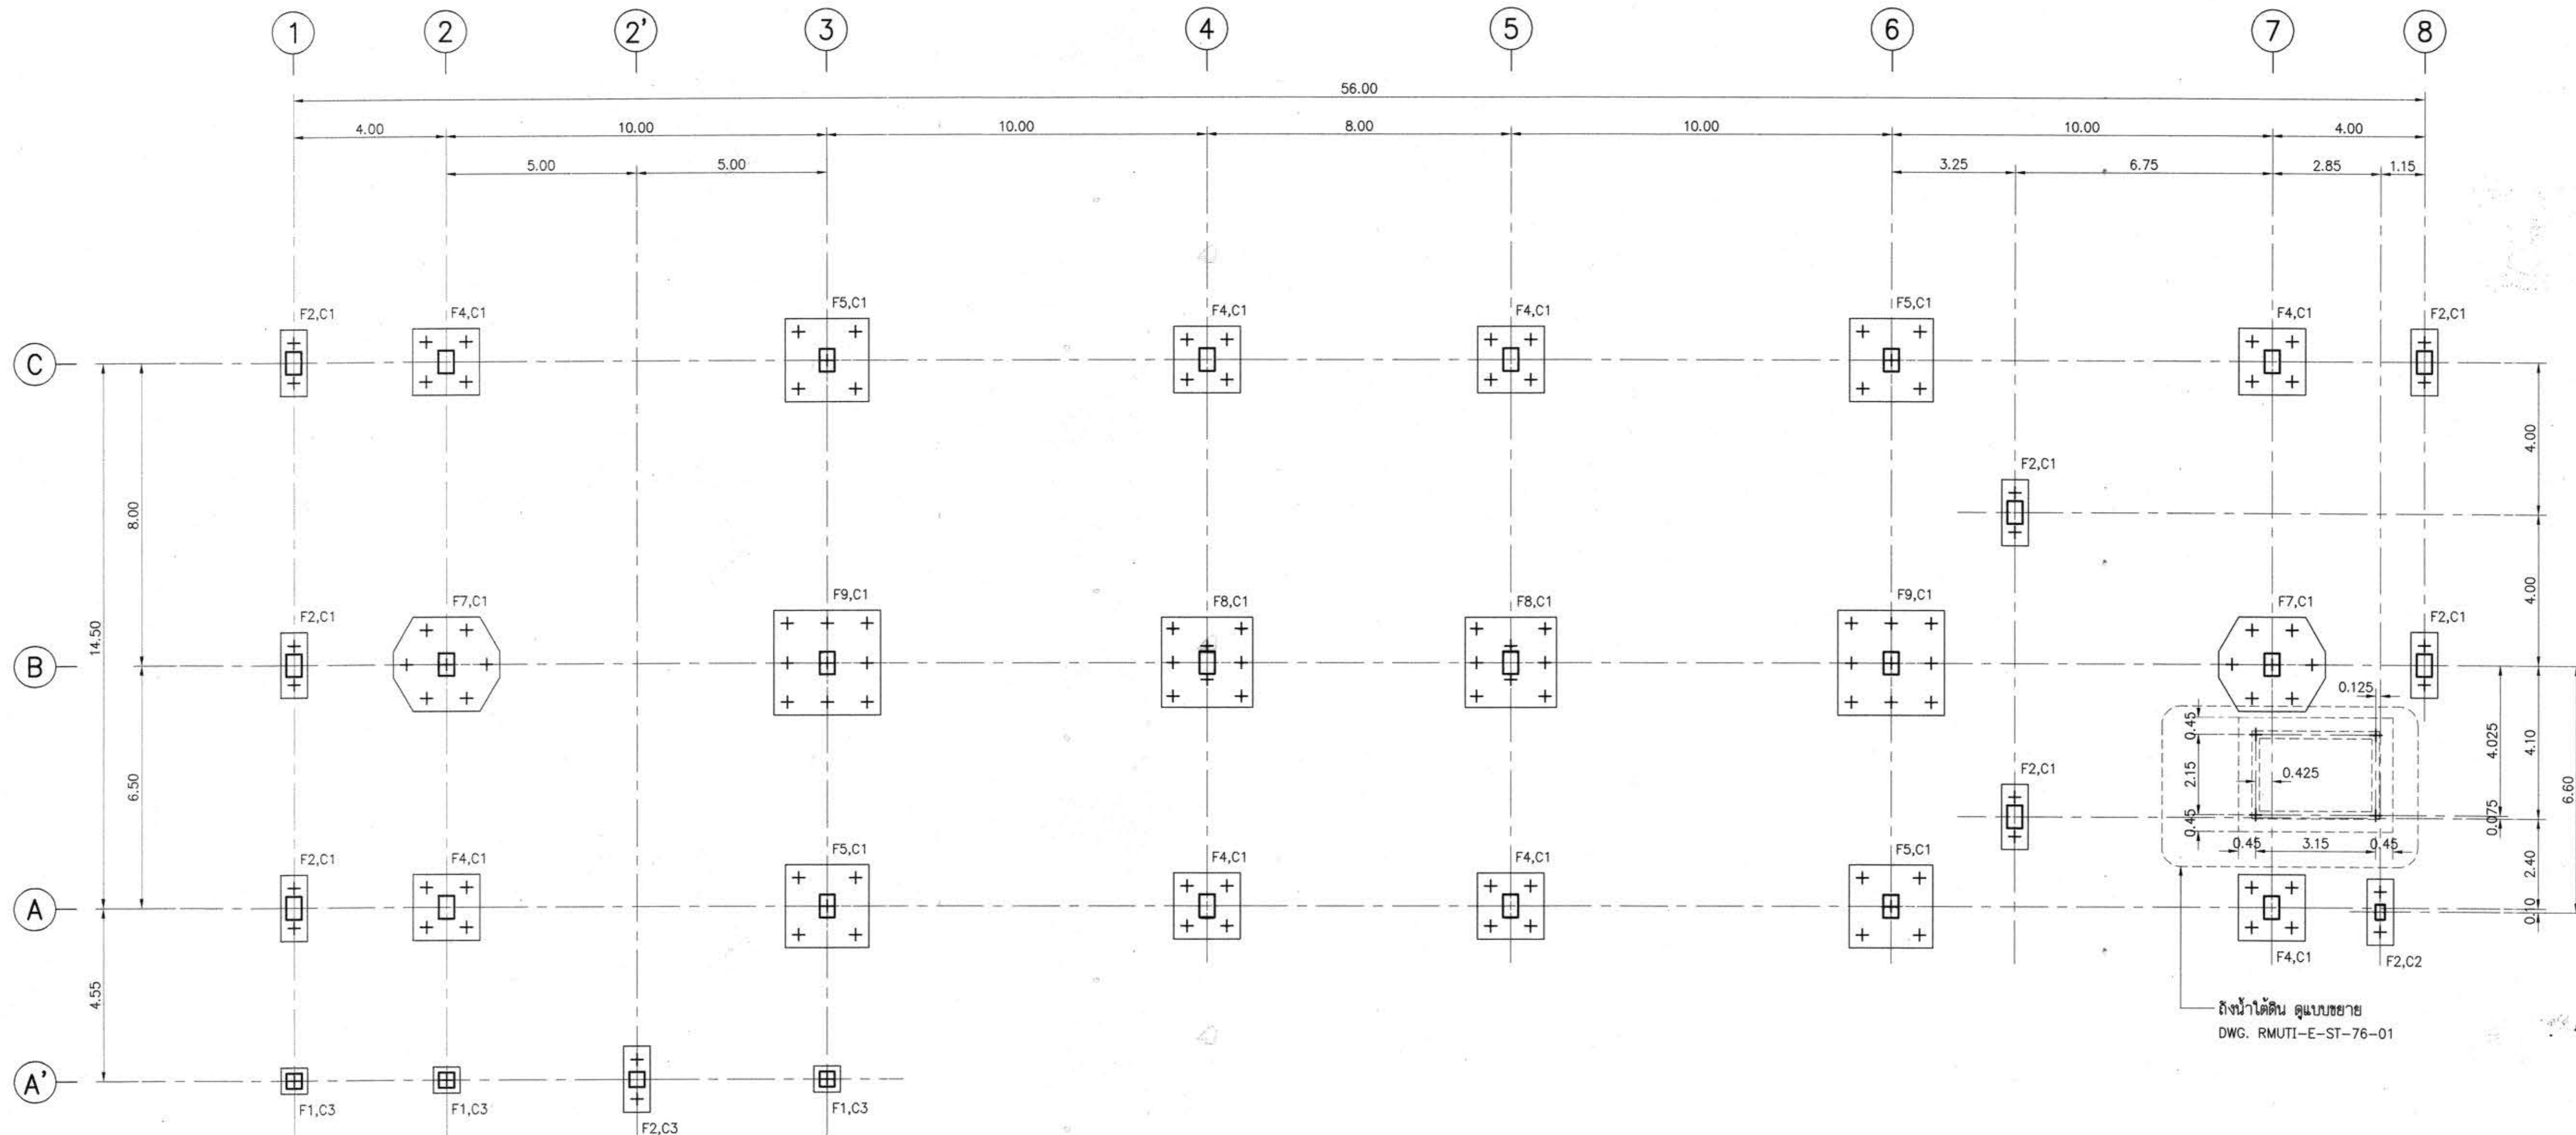 1 2 2' 3 4 5 6 7 8
56.00
4.00 10.00 10.00 8.00 10.00 10.00 4.00
5.00 5.00 3.25 6.75 2.85 1.15
F2,C1 F4,C1 F5,C1 F4,C1 F4,C1 F5,C1 F4,C1 F2,C1
C
4.00
F2,C1
8.00
4.00
F2,C1 F7,C1 F9,C1 F8,C1 F8,C1 F9,C1 F7,C1 F2,C1
14.50
B
0.125
0.45
4.025
4.10
6.50
F2,C1
2.15
0.425
6.60
0.45
0.075
0.45 3.15 0.45
2.40
F2,C1 F4,C1 F5,C1 F4,C1 F4,C1 F5,C1
A
0.10
F4,C1 F2,C2
4.55
ถังน้ำใต้ดิน ดูแบบขยาย
DWG. RMUTI-E-ST-76-01
A'
F1,C3 F1,C3 F2,C3 F1,C3